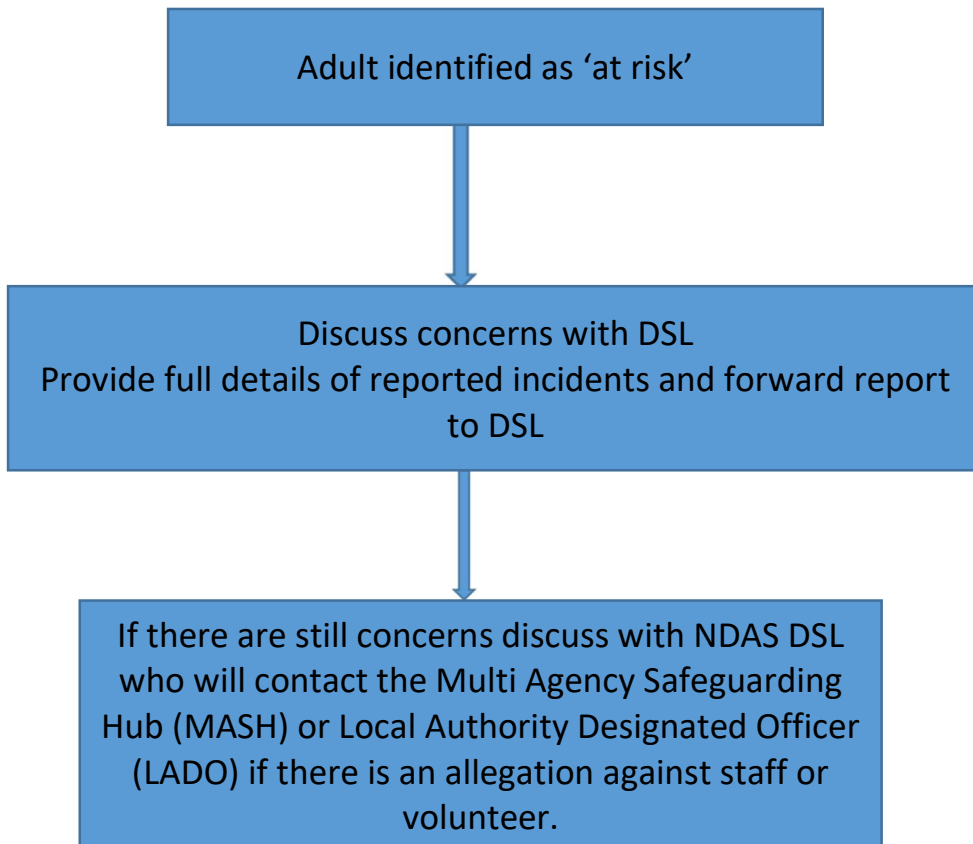 Adult identified as ‘at risk’
Discuss concerns with DSL
Provide full details of reported incidents and forward report
to DSL
If there are still concerns discuss with NDAS DSL
who will contact the Multi Agency Safeguarding
Hub (MASH) or Local Authority Designated Officer
(LADO) if there is an allegation against staff or
volunteer.